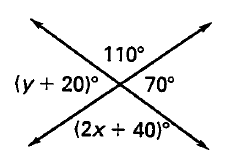 110°
(y + 20)° 70°
(2x + 40)°